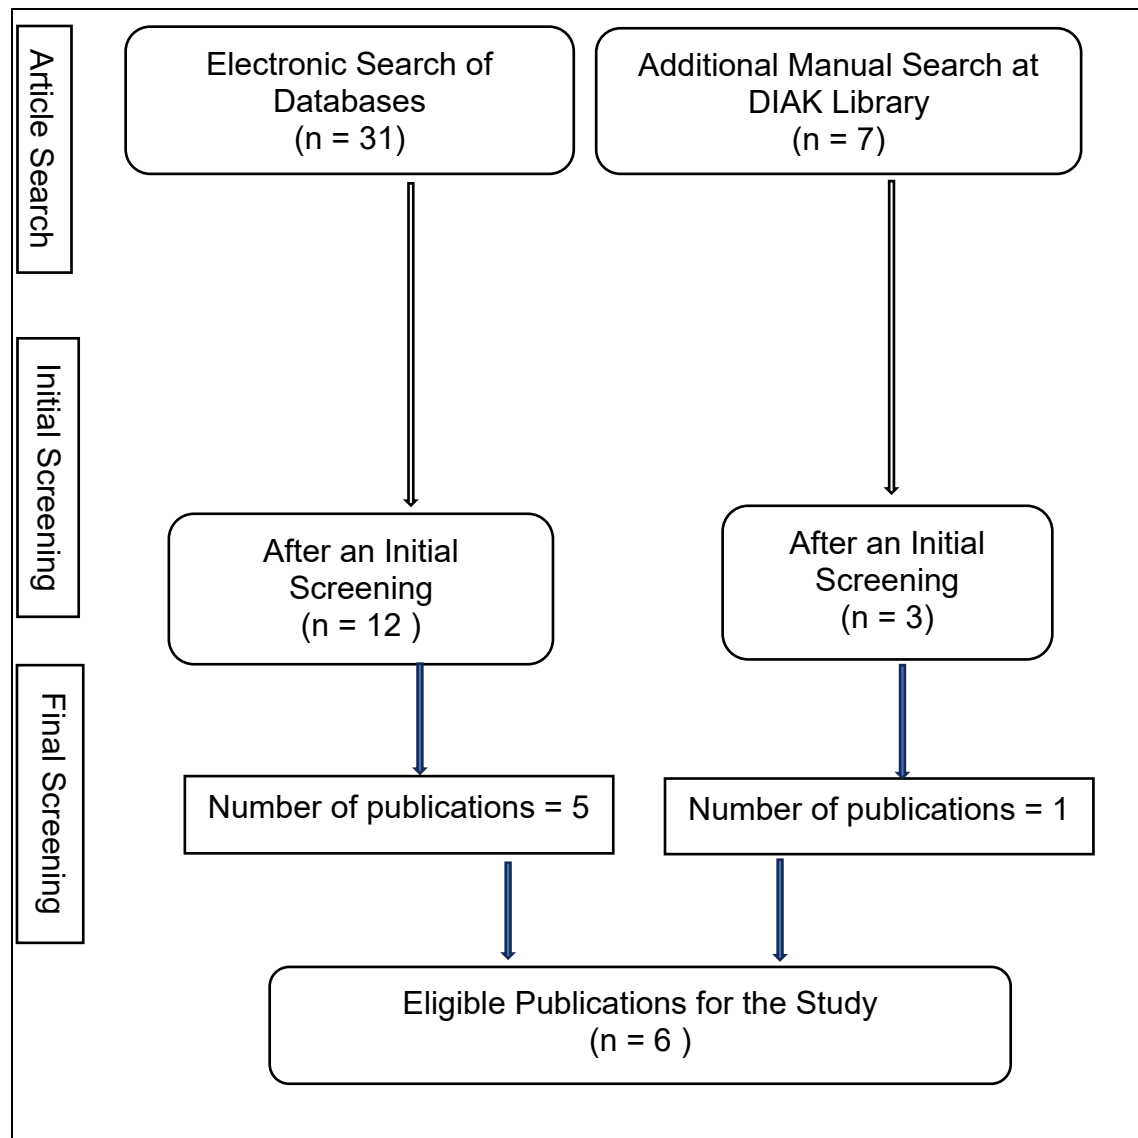 Article Search
Electronic Search of
Databases
(n = 31)
Additional Manual Search at
DIAK Library
(n = 7)
Initial Screening
After an Initial
Screening
(n = 12 )
After an Initial
Screening
(n = 3)
Final Screening
Number of publications = 5
Number of publications = 1
Eligible Publications for the Study
(n = 6 )